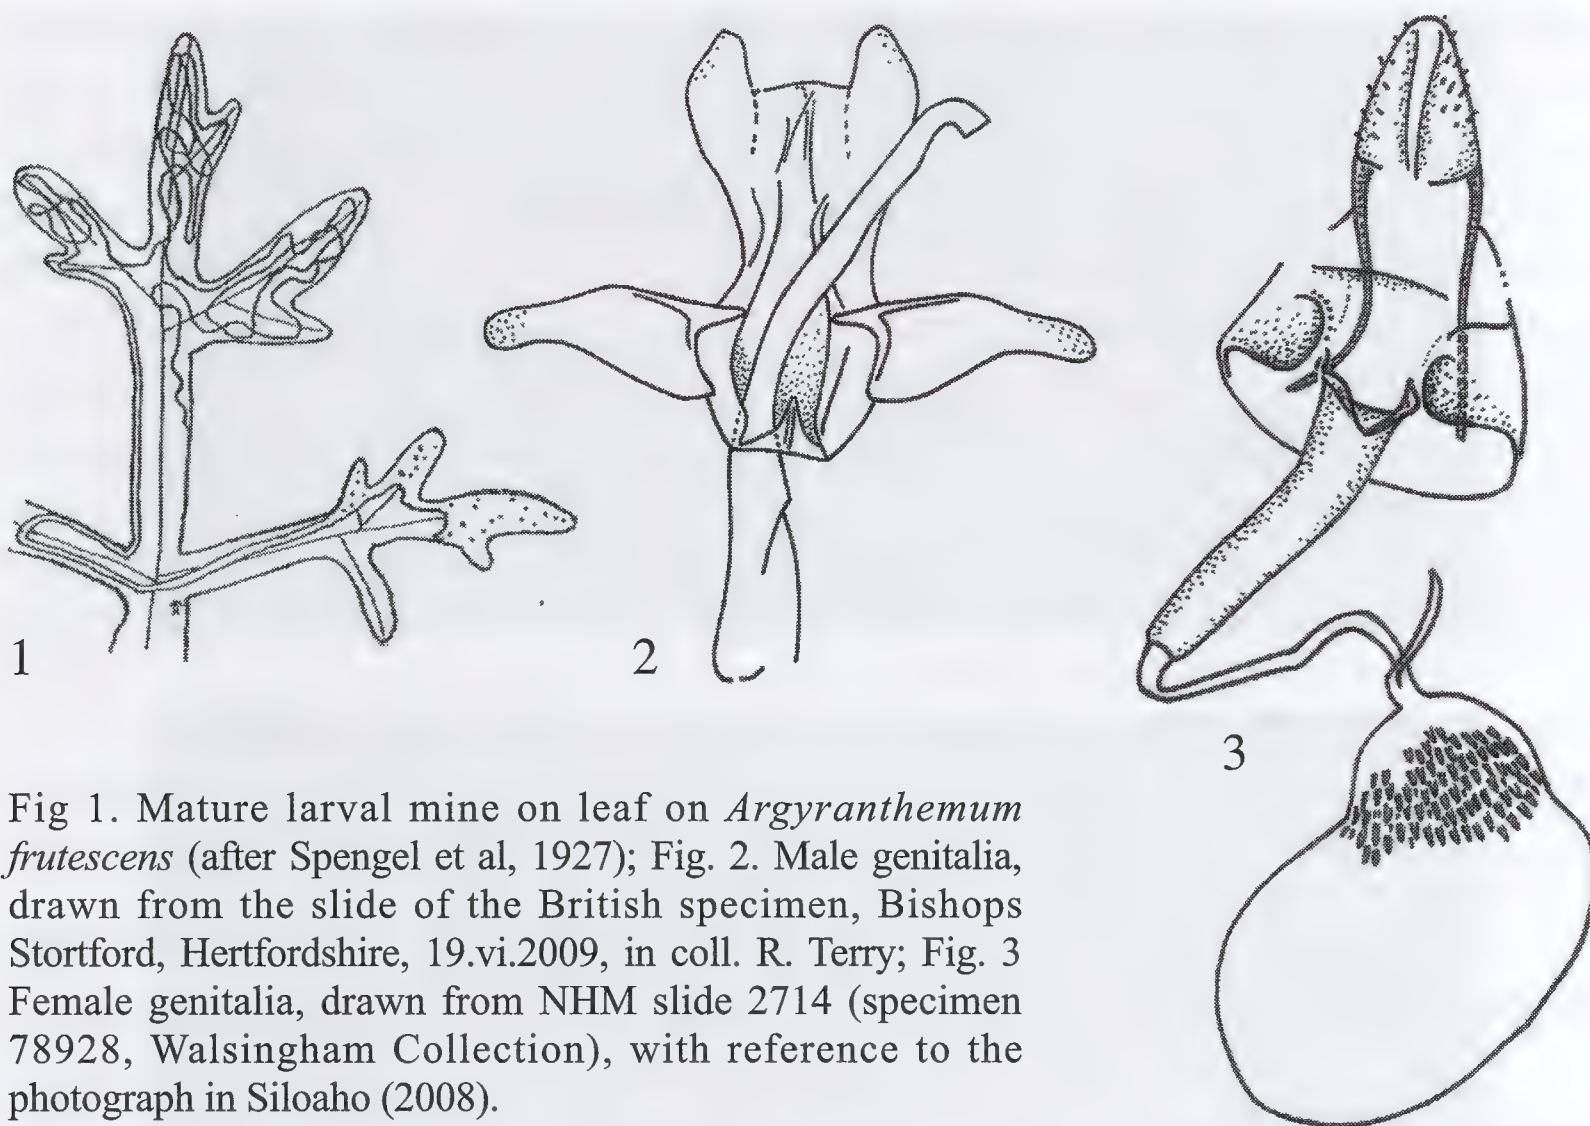 1
2
3
Fig 1. Mature larval mine on leaf on Argyranthemum
frutescens (after Spengel et al, 1927); Fig. 2. Male genitalia,
drawn from the slide of the British specimen, Bishops
Stortford, Hertfordshire, 19.vi.2009, in coll. R. Terry; Fig. 3
Female genitalia, drawn from NHM slide 2714 (specimen
78928, Walsingham Collection), with reference to the
photograph in Siloaho (2008).